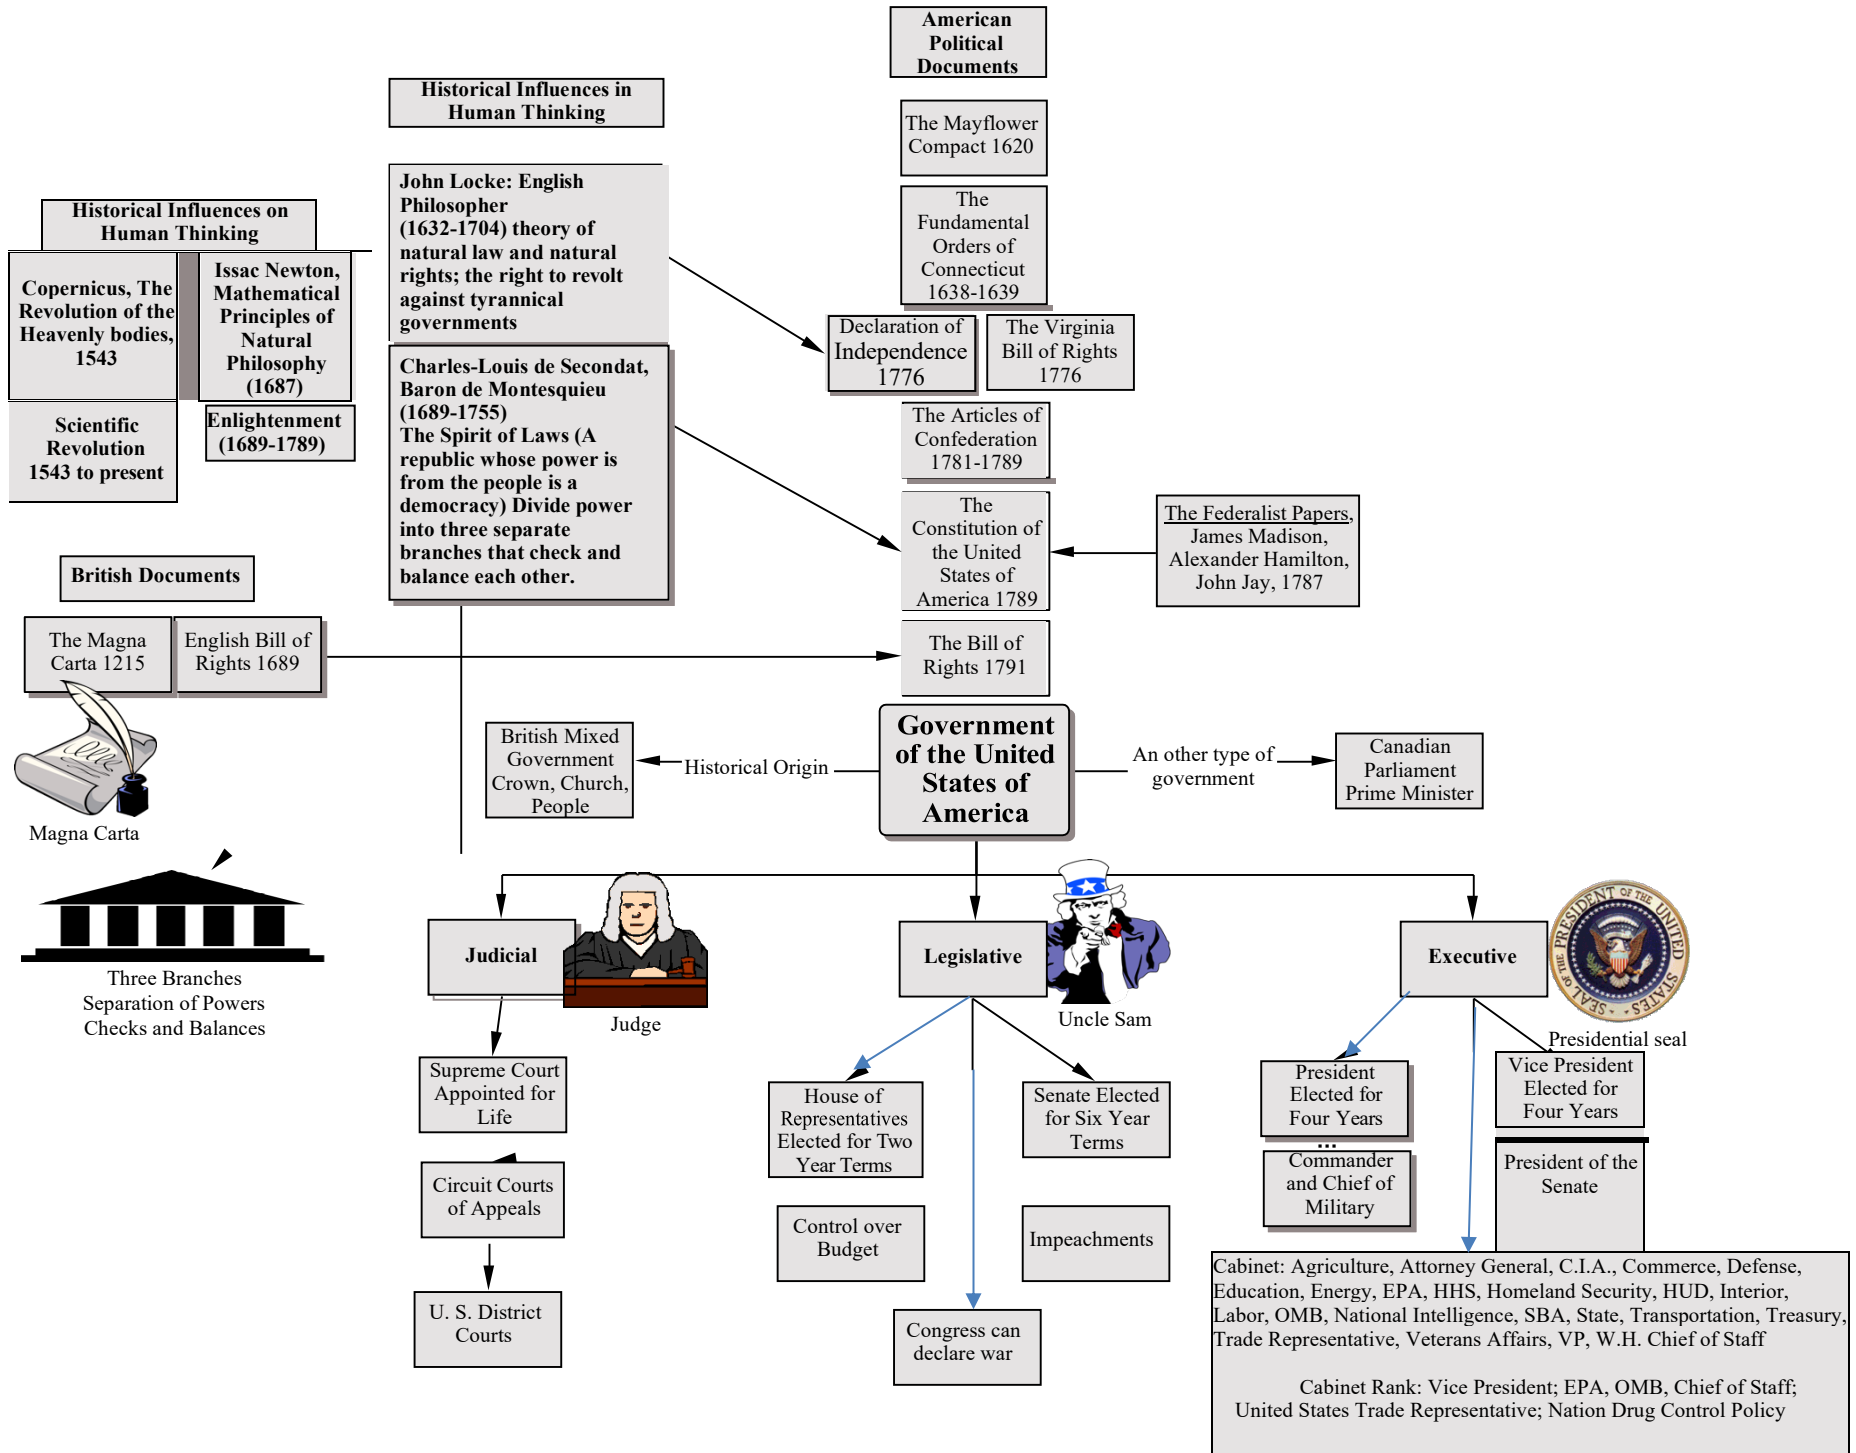 American
Political
Documents
Historical Influences in
Human Thinking
The Mayflower
Compact 1620
John Locke: English
Philosopher
(1632-1704) theory of
natural law and natural
rights; the right to revolt
against tyrannical
governments
The
Fundamental
Orders of
Connecticut
1638-1639
Historical Influences on
Human Thinking
Copernicus, The
Revolution of the
Heavenly bodies,
1543
Issac Newton,
Mathematical
Principles of
Natural
Philosophy
(1687)
Declaration of
Independence
1776
The Virginia
Bill of Rights
1776
Charles-Louis de Secondat,
Baron de Montesquieu
(1689-1755)
The Spirit of Laws (A
republic whose power is
from the people is a
democracy) Divide power
into three separate
branches that check and
balance each other.
Scientific
Revolution
1543 to present
Enlightenment
(1689-1789)
The Articles of
Confederation
1781-1789
The
Constitution of
the United
States of
America 1789
The Federalist Papers,
James Madison,
Alexander Hamilton,
John Jay, 1787
British Documents
The Magna
Carta 1215
English Bill of
Rights 1689
The Bill of
Rights 1791
Magna Carta
British Mixed
Government
Crown, Church,
People
Historical Origin
Government
of the United
States of
America
An other type of
government
Canadian
Parliament
Prime Minister
Three Branches
Separation of Powers
Checks and Balances
Judicial
Judge
Legislative
Uncle Sam
Executive
SEAL OF THE PRESIDENT OF THE UNITED STATES
Presidential seal
Supreme Court
Appointed for
Life
Circuit Courts
of Appeals
U. S. District
Courts
House of
Representatives
Elected for Two
Year Terms
Senate Elected
for Six Year
Terms
Control over
Budget
Impeachments
Congress can
declare war
President
Elected for
Four Years
...
Commander
and Chief of
Military
Vice President
Elected for
Four Years
President of the
Senate
Cabinet: Agriculture, Attorney General, C.I.A., Commerce, Defense,
Education, Energy, EPA, HHS, Homeland Security, HUD, Interior,
Labor, OMB, National Intelligence, SBA, State, Transportation, Treasury,
Trade Representative, Veterans Affairs, VP, W.H. Chief of Staff
Cabinet Rank: Vice President; EPA, OMB, Chief of Staff;
United States Trade Representative; Nation Drug Control Policy